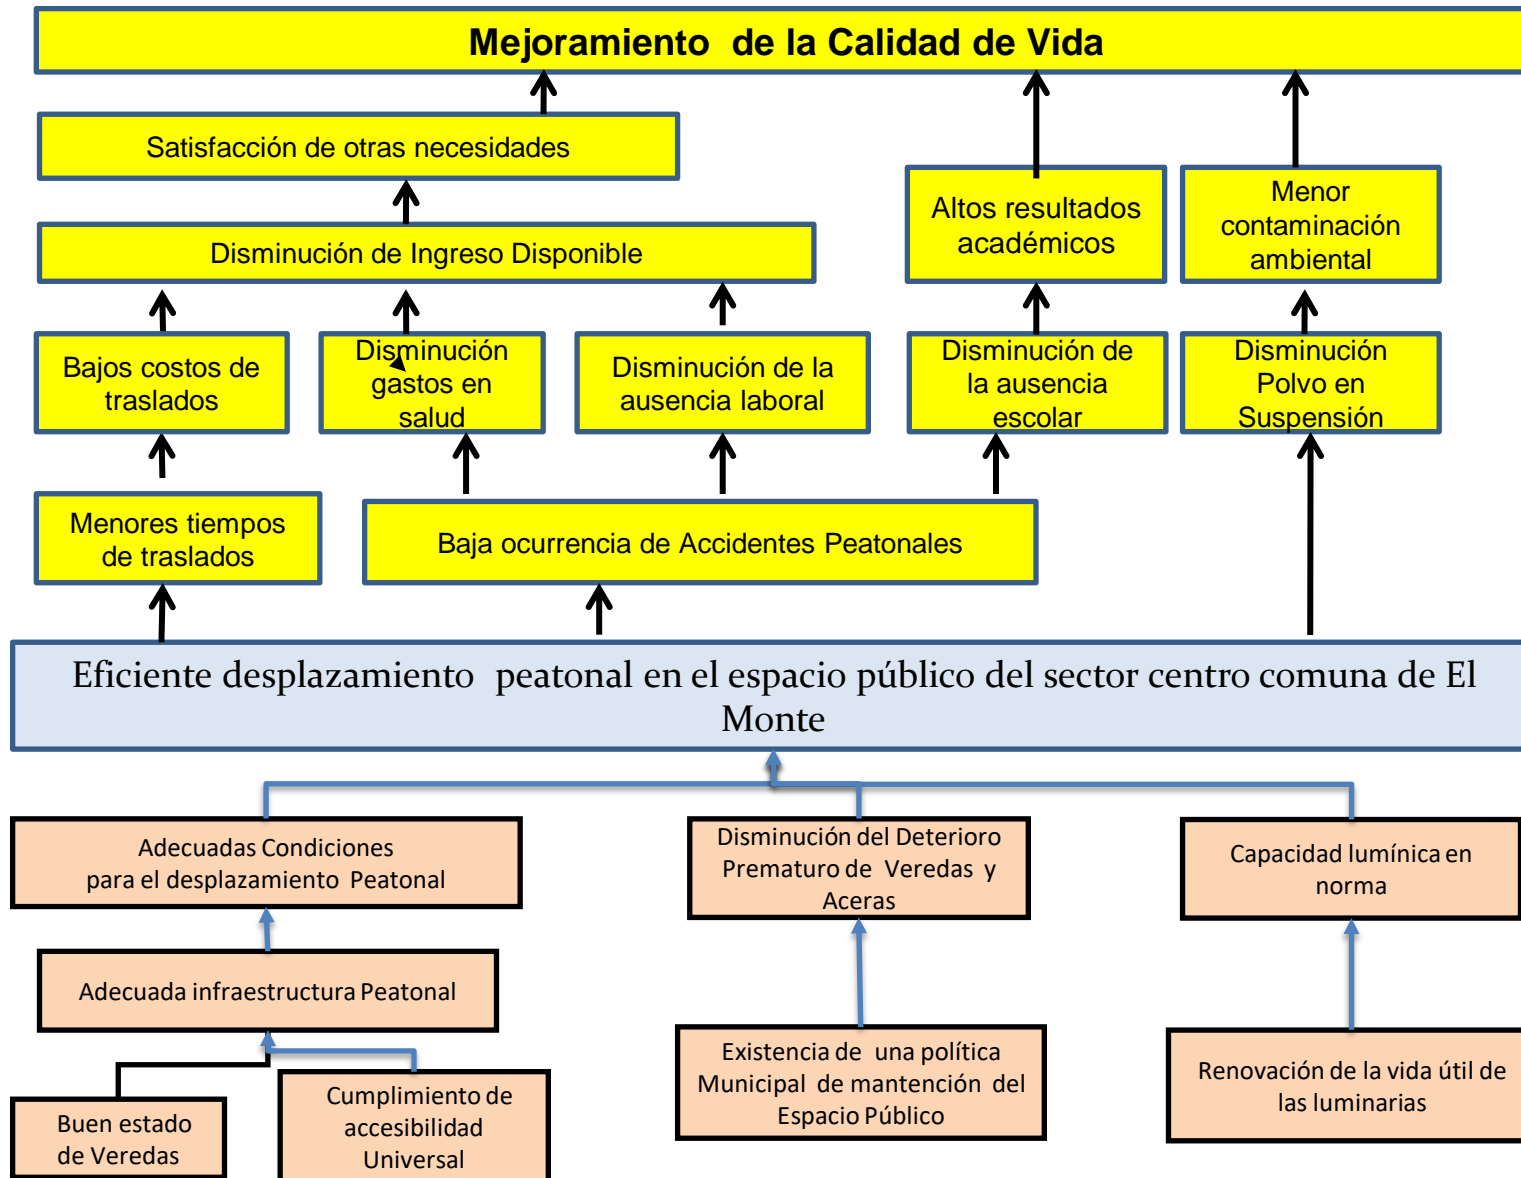 Mejoramiento de la Calidad de Vida
Satisfacción de otras necesidades
Altos resultados
académicos
Menor
contaminación
ambiental
Disminución de Ingreso Disponible
Bajos costos de
traslados
Disminución
gastos en
salud
Disminución de la
ausencia laboral
Disminución de
la ausencia
escolar
Disminución
Polvo en
Suspensión
Menores tiempos
de traslados
Baja ocurrencia de Accidentes Peatonales
Eficiente desplazamiento peatonal en el espacio público del sector centro comuna de El
Monte
Adecuadas Condiciones
para el desplazamiento Peatonal
Disminución del Deterioro
Prematuro de Veredas y
Aceras
Capacidad lumínica en
norma
Adecuada infraestructura Peatonal
Existencia de una política
Municipal de mantención del
Espacio Público
Renovación de la vida útil de
las luminarias
Buen estado
de Veredas
Cumplimiento de
accesibilidad
Universal